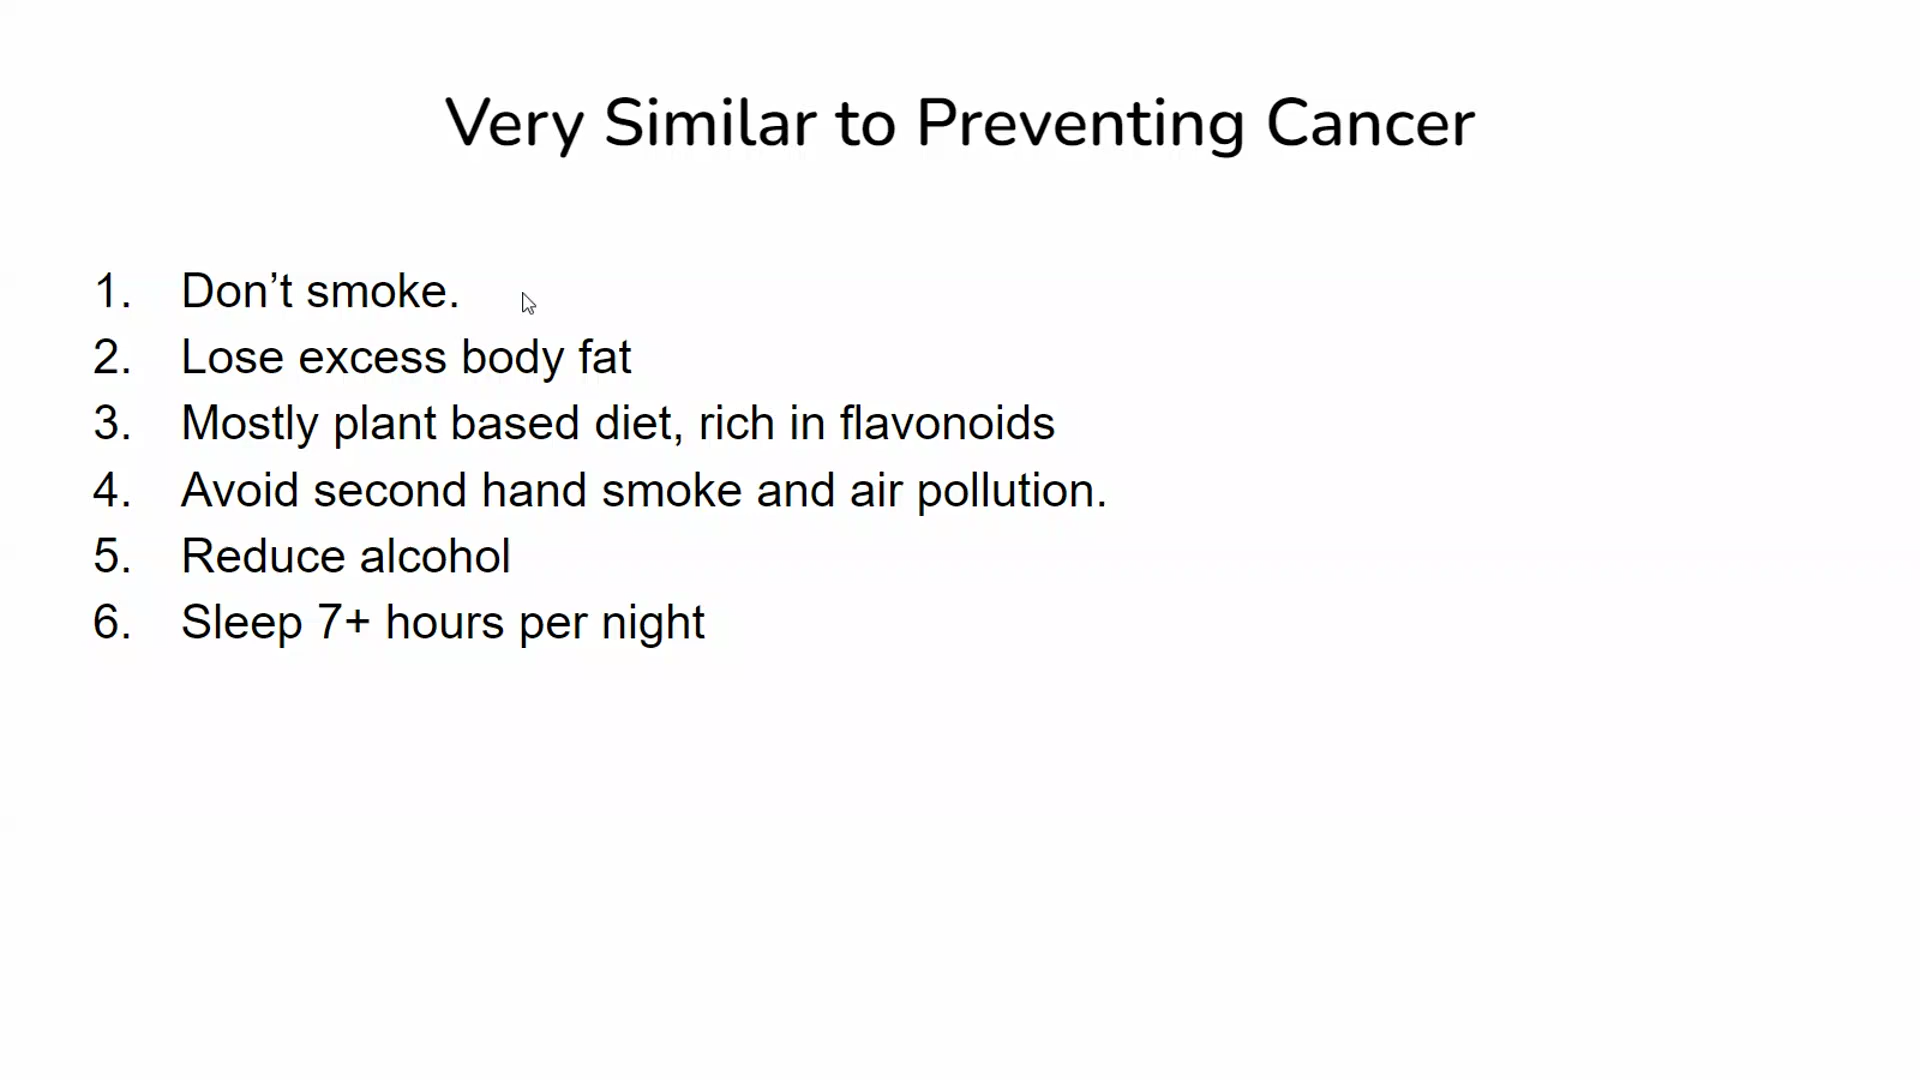 Very Similar to Preventing Cancer
1. Don’t smoke.
2. Lose excess body fat
3. Mostly plant based diet, rich in flavonoids
4. Avoid second hand smoke and air pollution.
5. Reduce alcohol
6. Sleep 7+ hours per night